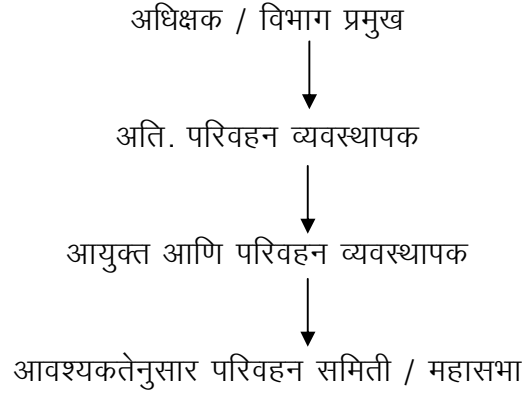 अधिक्षक / विभाग प्रमुख
अति. परिवहन व्यवस्थापक
आयुक्त आणि परिवहन व्यवस्थापक
आवश्यकतेनुसार परिवहन समिती / महासभा